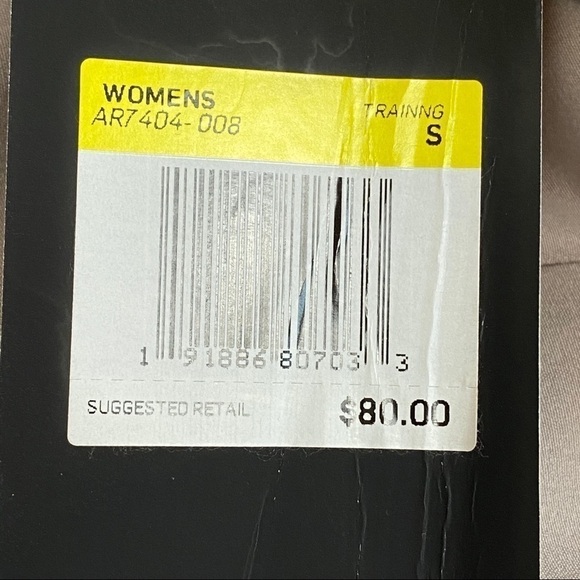 WOMENS
AR7404-008
TRAINNG
S
1 91886 80703 3
SUGGESTED RETAIL $80.00